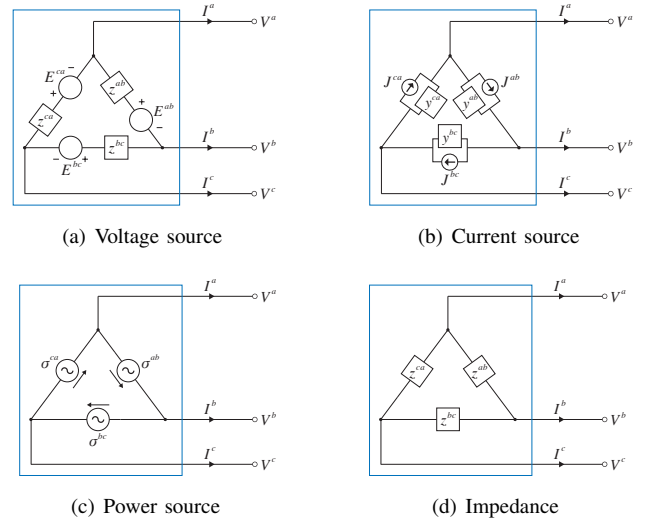 I^a V^a
E^{ca} − z^{ab}
+ + E^{ab}
z^{ca} −
I^b V^b
− + z^{bc}
E^{bc}
I^c V^c
(a) Voltage source
I^a V^a
J^{ca} J^{ab}
y^{ca} y^{ab}
y^{bc} I^b V^b
J^{bc}
I^c V^c
(b) Current source
I^a V^a
σ^{ca} σ^{ab}
I^b V^b
σ^{bc}
I^c V^c
(c) Power source
I^a V^a
z^{ca} z^{ab}
z^{bc} I^b V^b
I^c V^c
(d) Impedance